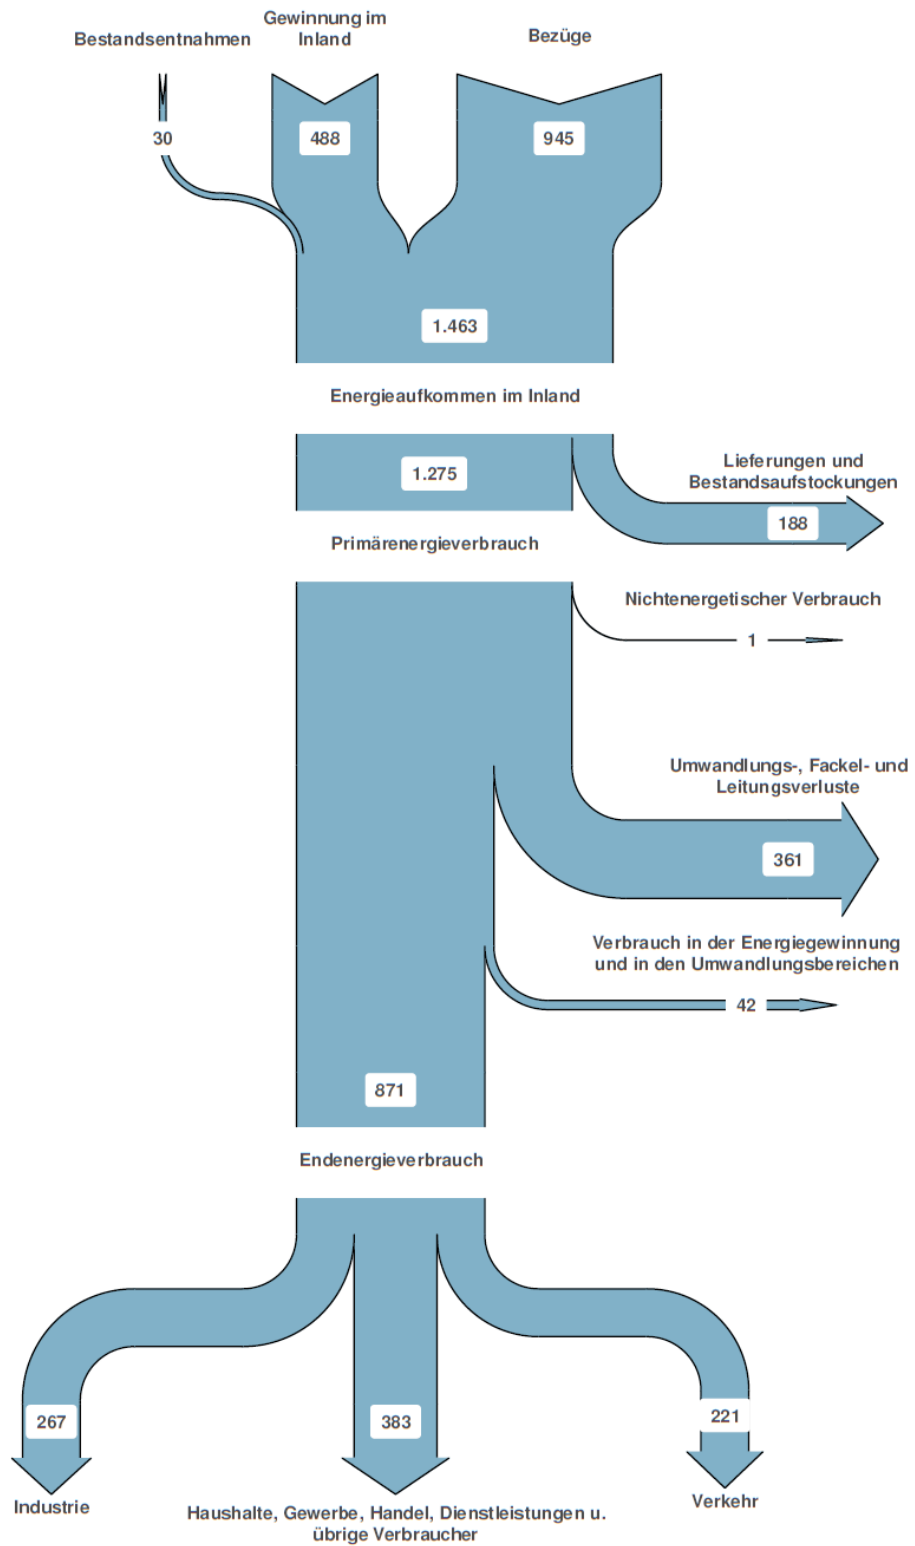 Gewinnung im
Inland
Bestandsentnahmen
Bezüge
30
488
945
1.463
Energieaufkommen im Inland
1.275
Lieferungen und
Bestandsaufstockungen
188
Primärenergieverbrauch
Nichtenergetischer Verbrauch
1
Umwandlungs-, Fackel- und
Leitungsverluste
361
Verbrauch in der Energiegewinnung
und in den Umwandlungsbereichen
42
871
Endenergieverbrauch
267
383
221
Industrie
Haushalte, Gewerbe, Handel, Dienstleistungen u.
übrige Verbraucher
Verkehr